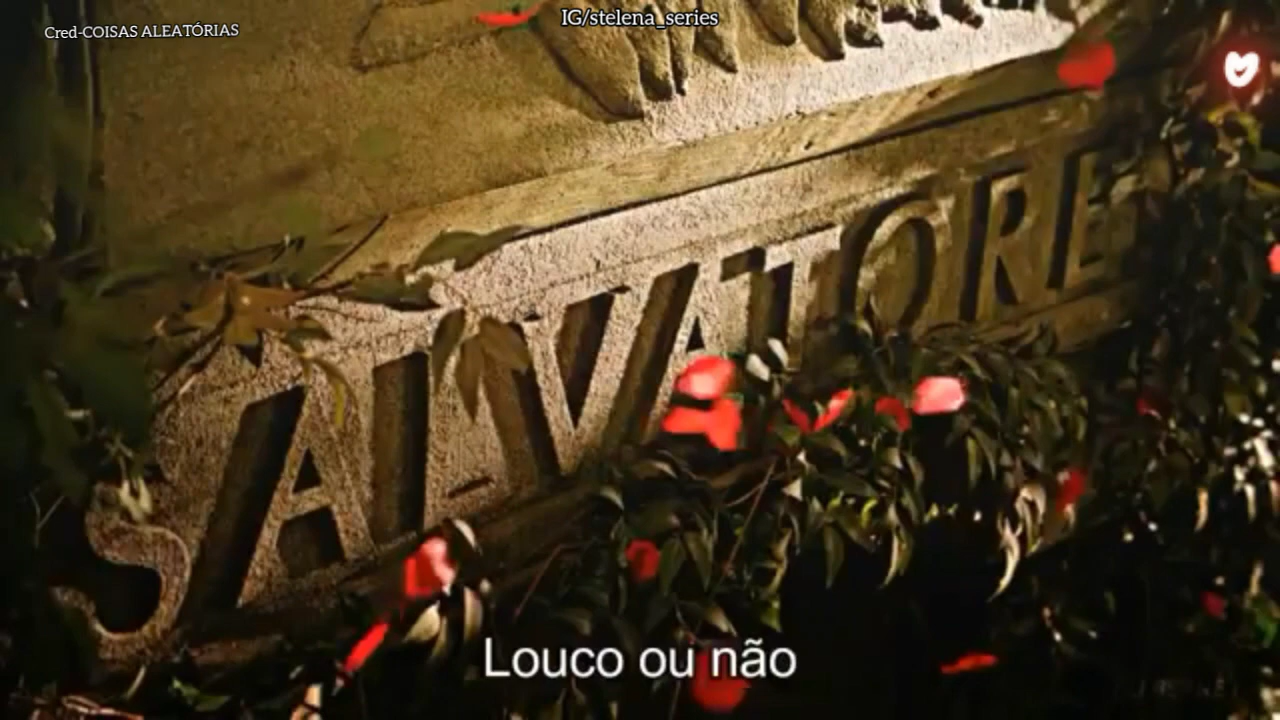 IG/stelena_series
Cred-COISAS ALEATÓRIAS
SALVATORE
Louco ou não